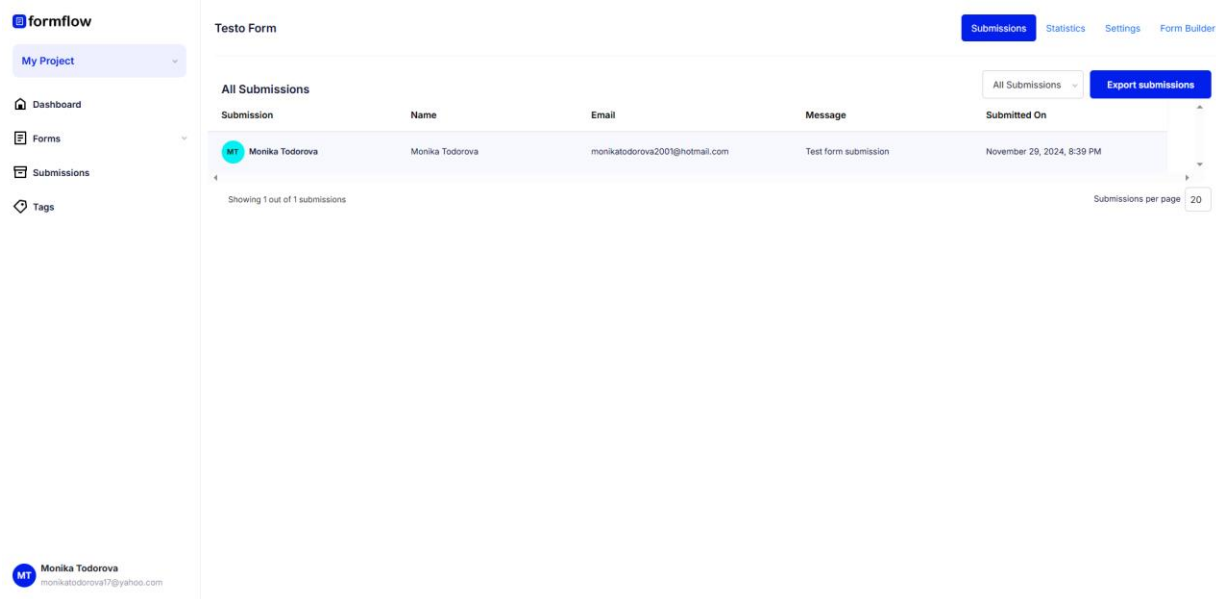 formflow
My Project
Dashboard
Forms
Submissions
Tags
Monika Todorova
MT
monikatodorova17@yahoo.com
Testo Form
Submissions Statistics Settings Form Builder
All Submissions
All Submissions Export submissions
Submission Name Email Message Submitted On
MT Monika Todorova Monika Todorova monikatodorova2001@hotmail.com Test form submission November 29, 2024, 8:39 PM
Showing 1 out of 1 submissions
Submissions per page 20